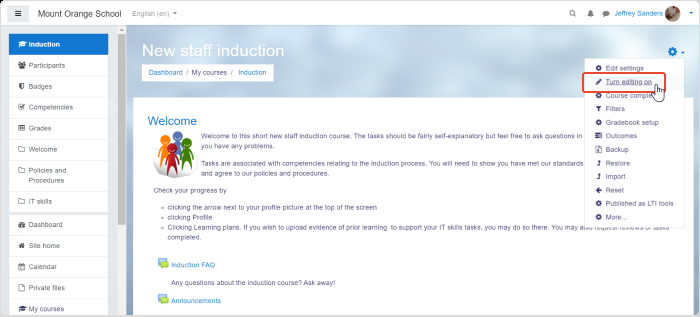 Mount Orange School
English (en)
Jeffrey Sanders
Induction
Participants
Badges
Competencies
Grades
Welcome
Policies and
Procedures
IT skills
Dashboard
Site home
Calendar
Private files
My courses
New staff induction
Dashboard / My courses / Induction
Edit settings
Turn editing on
Course comple
Filters
Gradebook setup
Outcomes
Backup
Restore
Import
Reset
Published as LTI tools
More...
Welcome
Welcome to this short new staff induction course. The tasks should be fairly self-explanatory but feel free to ask questions in
you have any problems.
Tasks are associated with competencies relating to the induction process. You will need to show you have met our standards
and agree to our policies and procedures.
Check your progress by
clicking the arrow next to your profile picture at the top of the screen
clicking Profile
Clicking Learning plans. If you wish to upload evidence of prior learning to support your IT skills tasks, you may do so there. You may also request reviews of tasks
completed.
Induction FAQ
Any questions about the induction course? Ask away!
Announcements